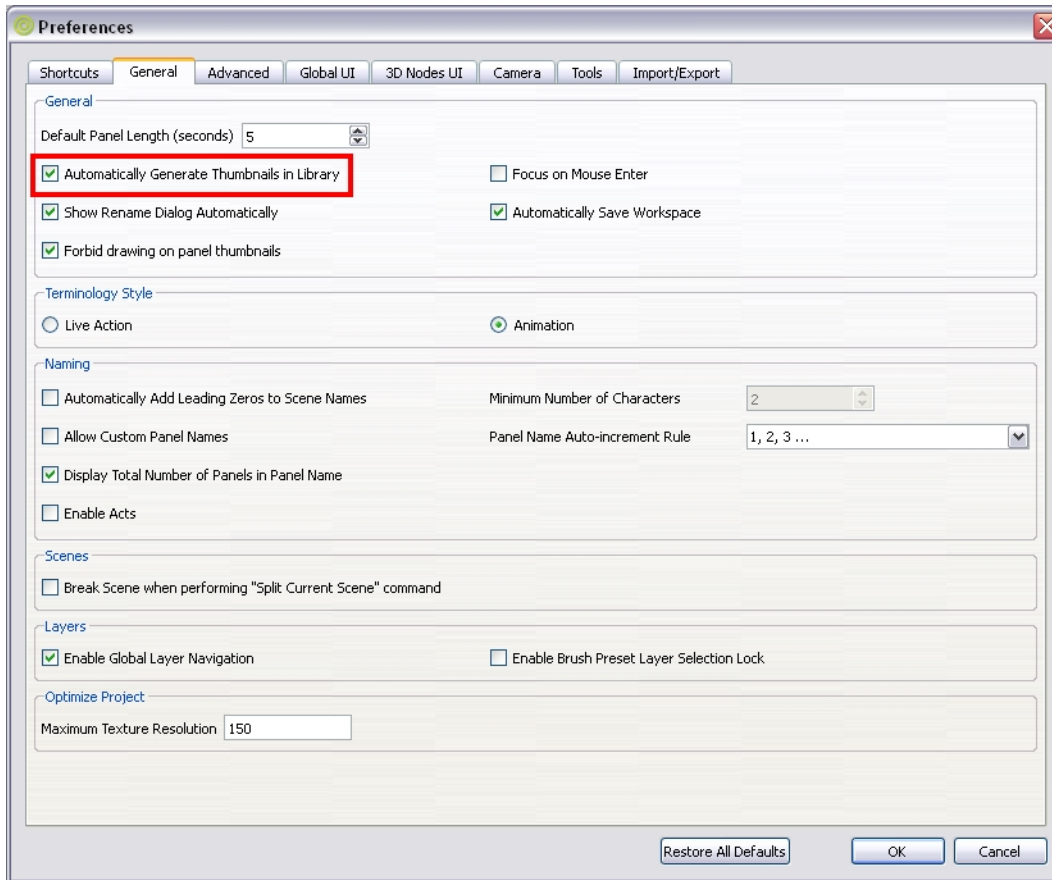 Preferences
Shortcuts General Advanced Global UI 3D Nodes UI Camera Tools Import/Export
General
Default Panel Length (seconds) 5
Automatically Generate Thumbnails in Library Focus on Mouse Enter
Show Rename Dialog Automatically Automatically Save Workspace
Forbid drawing on panel thumbnails
Terminology Style
Live Action Animation
Naming
Automatically Add Leading Zeros to Scene Names Minimum Number of Characters 2
Allow Custom Panel Names Panel Name Auto-increment Rule 1, 2, 3 ...
Display Total Number of Panels in Panel Name
Enable Acts
Scenes
Break Scene when performing "Split Current Scene" command
Layers
Enable Global Layer Navigation Enable Brush Preset Layer Selection Lock
Optimize Project
Maximum Texture Resolution 150
Restore All Defaults OK Cancel